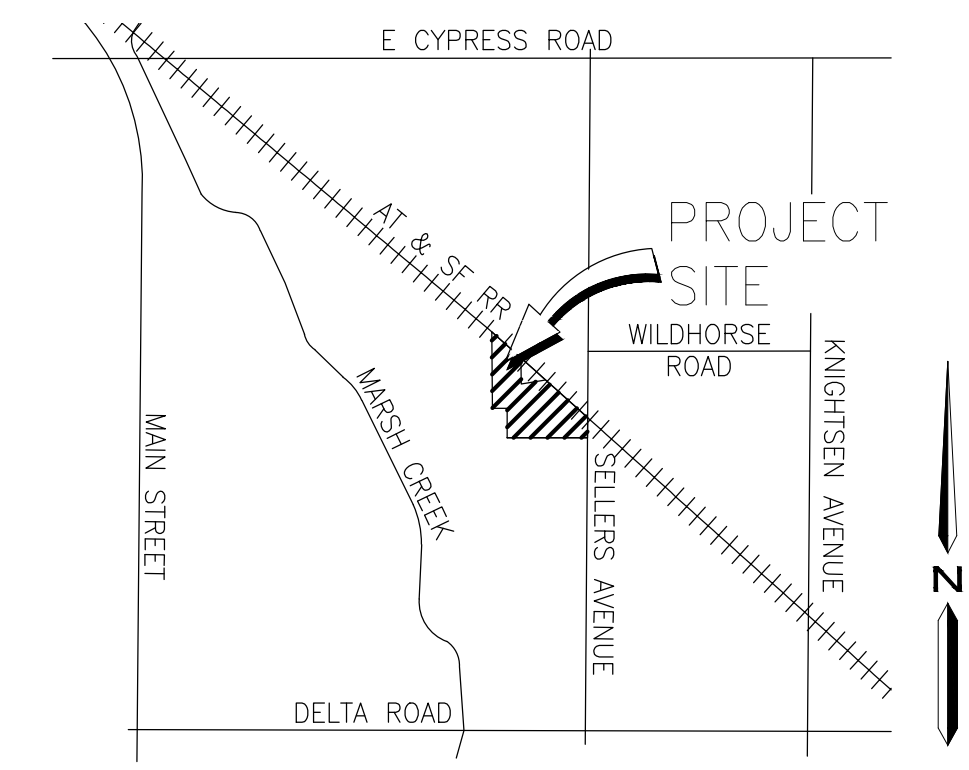 E CYPRESS ROAD
AT & SF RR
PROJECT
SITE
WILDHORSE
ROAD
KNIGHTSEN AVENUE
MARSH CREEK
MAIN STREET
SELLERS AVENUE
N
DELTA ROAD